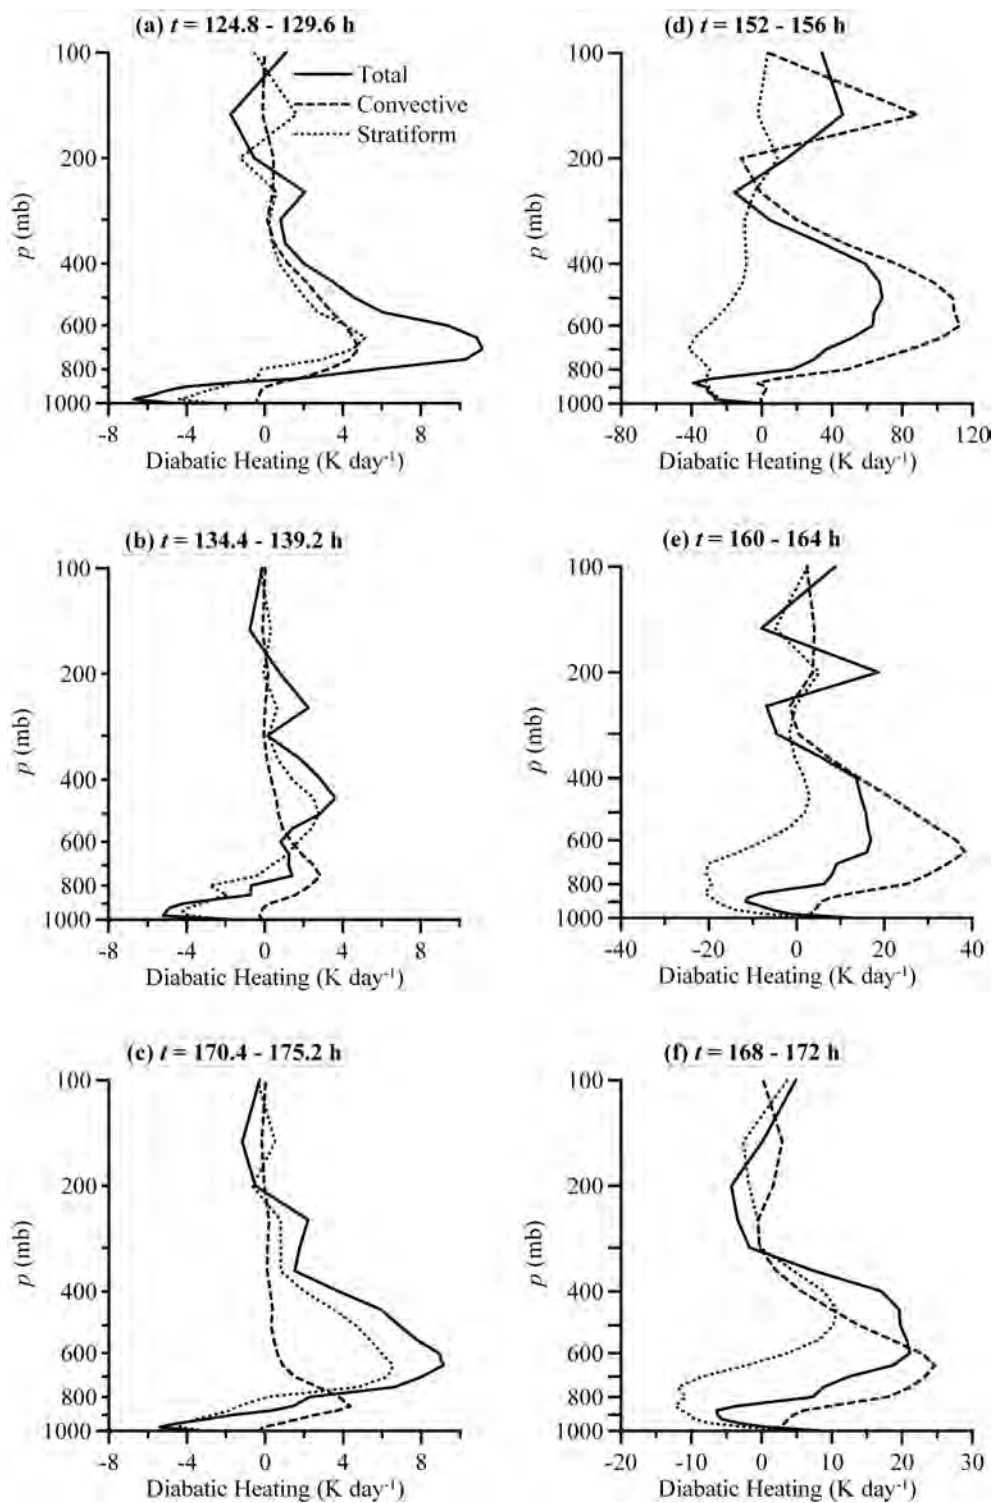 (a) t = 124.8 - 129.6 h
100
200
400
600
800
1000
p (mb)
Total
Convective
Stratiform
-8 -4 0 4 8
Diabatic Heating (K day-1)
(d) t = 152 - 156 h
100
200
400
600
800
1000
p (mb)
-80 -40 0 40 80 120
Diabatic Heating (K day-1)
(b) t = 134.4 - 139.2 h
100
200
400
600
800
1000
p (mb)
-8 -4 0 4 8
Diabatic Heating (K day-1)
(e) t = 160 - 164 h
100
200
400
600
800
1000
p (mb)
-40 -20 0 20 40
Diabatic Heating (K day-1)
(c) t = 170.4 - 175.2 h
100
200
400
600
800
1000
p (mb)
-8 -4 0 4 8
Diabatic Heating (K day-1)
(f) t = 168 - 172 h
100
200
400
600
800
1000
p (mb)
-20 -10 0 10 20 30
Diabatic Heating (K day-1)